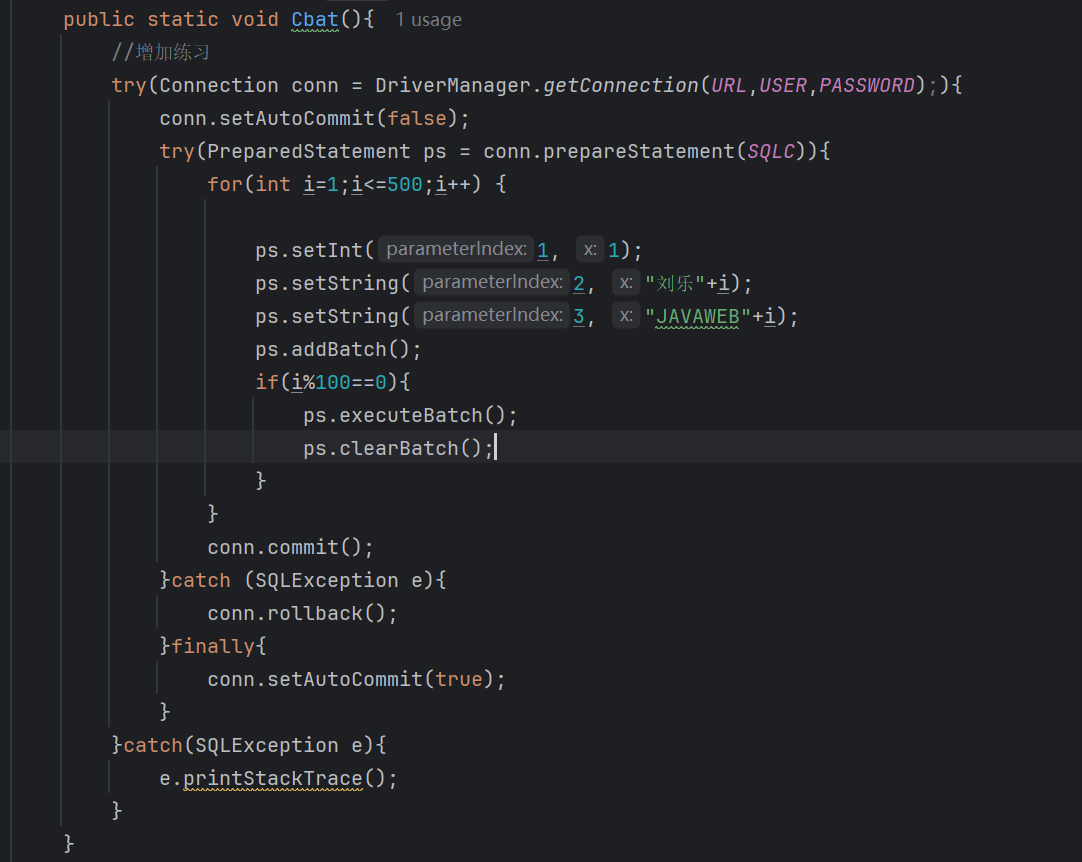 public static void Cbat(){ 1 usage
//增加练习
try(Connection conn = DriverManager.getConnection(URL,USER,PASSWORD);){
conn.setAutoCommit(false);
try(PreparedStatement ps = conn.prepareStatement(SQLC)){
for(int i=1;i<=500;i++) {
ps.setInt( parameterIndex: 1, x: 1);
ps.setString( parameterIndex: 2, x: "刘乐"+i);
ps.setString( parameterIndex: 3, x: "JAVAWEB"+i);
ps.addBatch();
if(i%100==0){
ps.executeBatch();
ps.clearBatch();
}
}
conn.commit();
}catch (SQLException e){
conn.rollback();
}finally{
conn.setAutoCommit(true);
}
}catch(SQLException e){
e.printStackTrace();
}
}